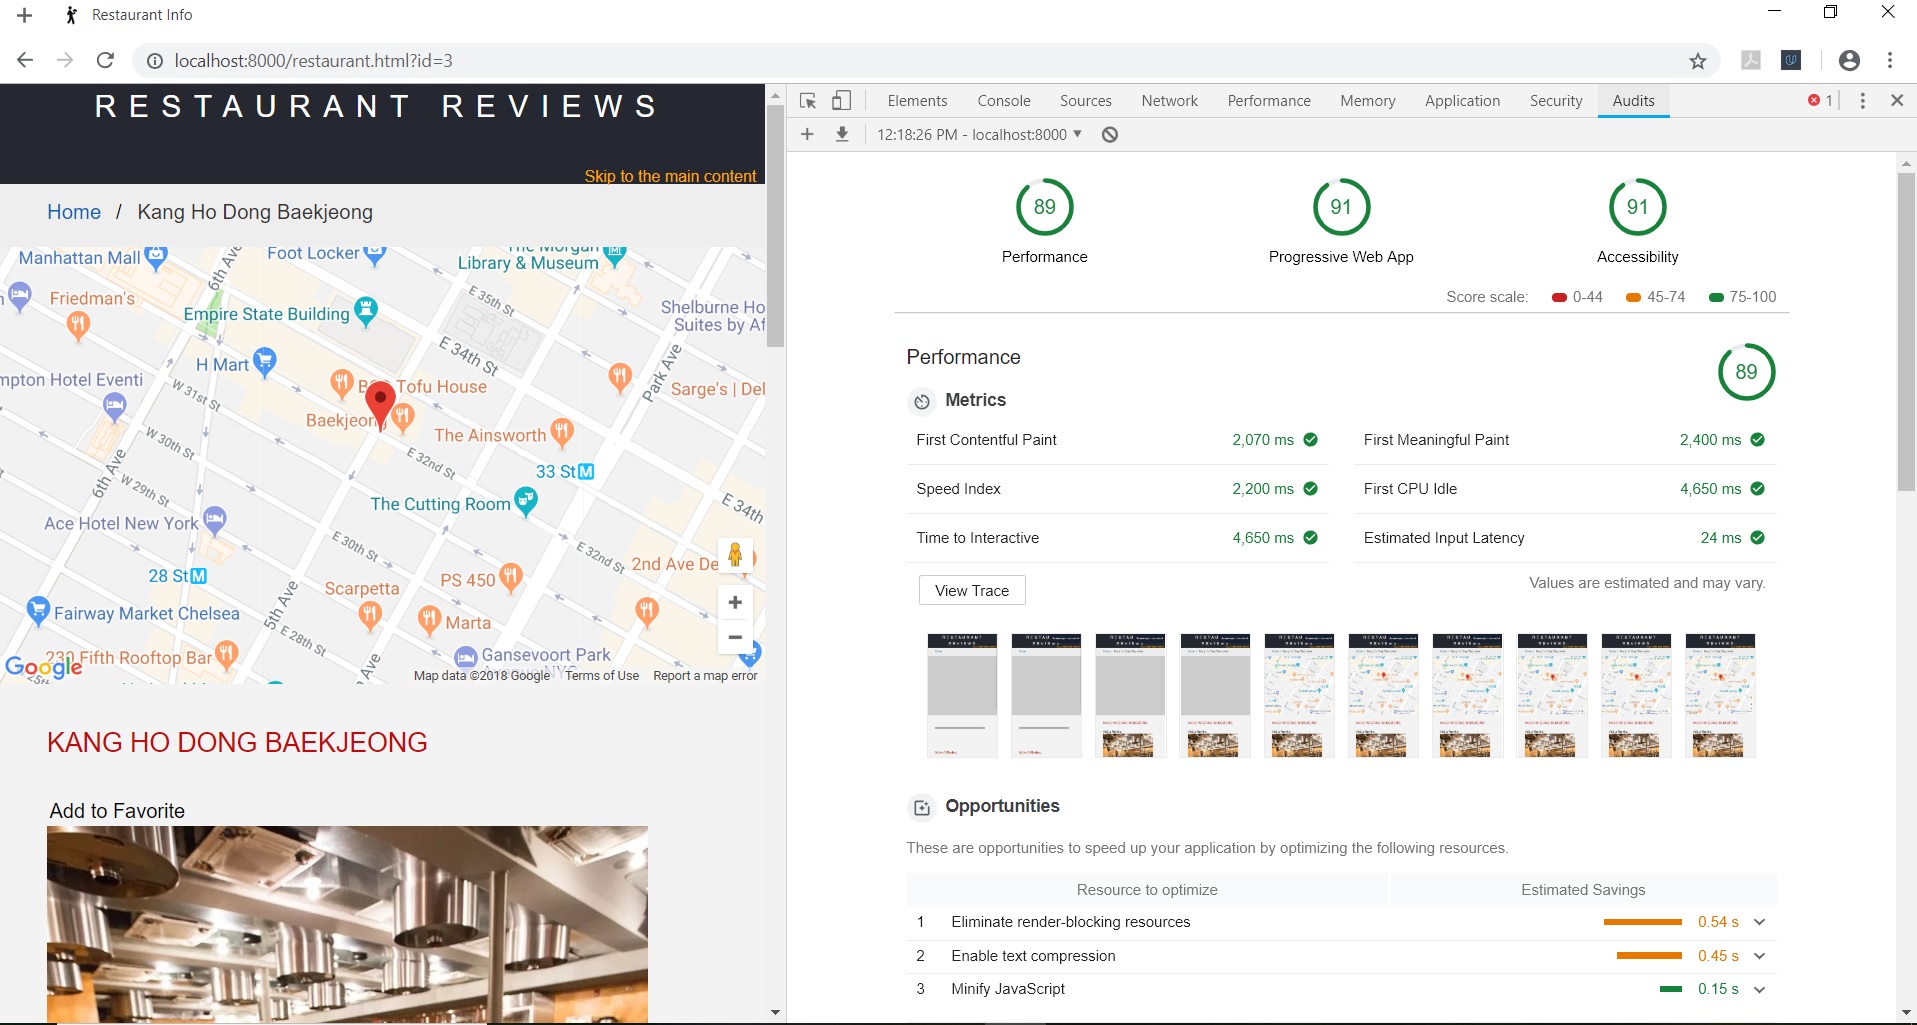 Restaurant Info
localhost:8000/restaurant.html?id=3
RESTAURANT REVIEWS
Skip to the main content
Home / Kang Ho Dong Baekjeong
Manhattan Mall
Foot Locker
The Morgan
Library & Museum
6th Ave
Friedman's
E 35th St
Empire State Building
Shelburne Ho
Suites by Af
H Mart
E 34th St
Park Ave
mpton Hotel Eventi
W 31st St
Tofu House
Sarge's | Del
Baekjeong
The Ainsworth
W 30th St
E 32nd St
33 St M
6th Ave
W 29th St
The Cutting Room
E 34th
Ace Hotel New York
E 30th St
E 32nd St
2nd Ave De
28 St M
PS 450
Scarpetta
5th Ave
Fairway Market Chelsea
Marta
E 28th St
230 Fifth Rooftop Bar
Gansevoort Park
Avenue NYC
Google
25th
Map data ©2018 Google Terms of Use Report a map error
KANG HO DONG BAEKJEONG
Add to Favorite
Elements Console Sources Network Performance Memory Application Security Audits 1
12:18:26 PM - localhost:8000
89 91 91
Performance Progressive Web App Accessibility
Score scale: 0-44 45-74 75-100
Performance
89
Metrics
First Contentful Paint 2,070 ms First Meaningful Paint 2,400 ms
Speed Index 2,200 ms First CPU Idle 4,650 ms
Time to Interactive 4,650 ms Estimated Input Latency 24 ms
View Trace
Values are estimated and may vary.
Opportunities
These are opportunities to speed up your application by optimizing the following resources.
Resource to optimize Estimated Savings
1 Eliminate render-blocking resources 0.54 s
2 Enable text compression 0.45 s
3 Minify JavaScript 0.15 s